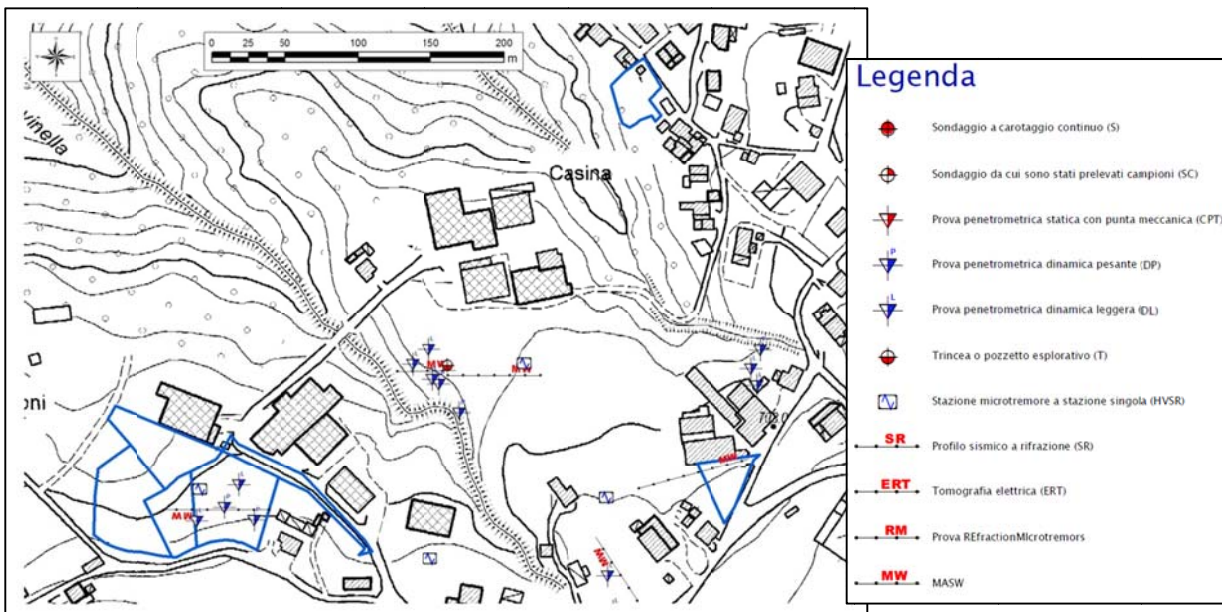 0 25 50 100 150 200
m
vinella
Casina
oni
MW
MW
MW
MW
MW
Legenda
Sondaggio a carotaggio continuo (S)
Sondaggio da cui sono stati prelevati campioni (SC)
Prova penetrometrica statica con punta meccanica (CPT)
P
Prova penetrometrica dinamica pesante (DP)
L
Prova penetrometrica dinamica leggera (DL)
Trincea o pozzetto esplorativo (T)
Stazione microtremore a stazione singola (HVSR)
SR
Profilo sismico a rifrazione (SR)
ERT
Tomografia elettrica (ERT)
RM
Prova REfractionMIcrotremors
MW
MASW